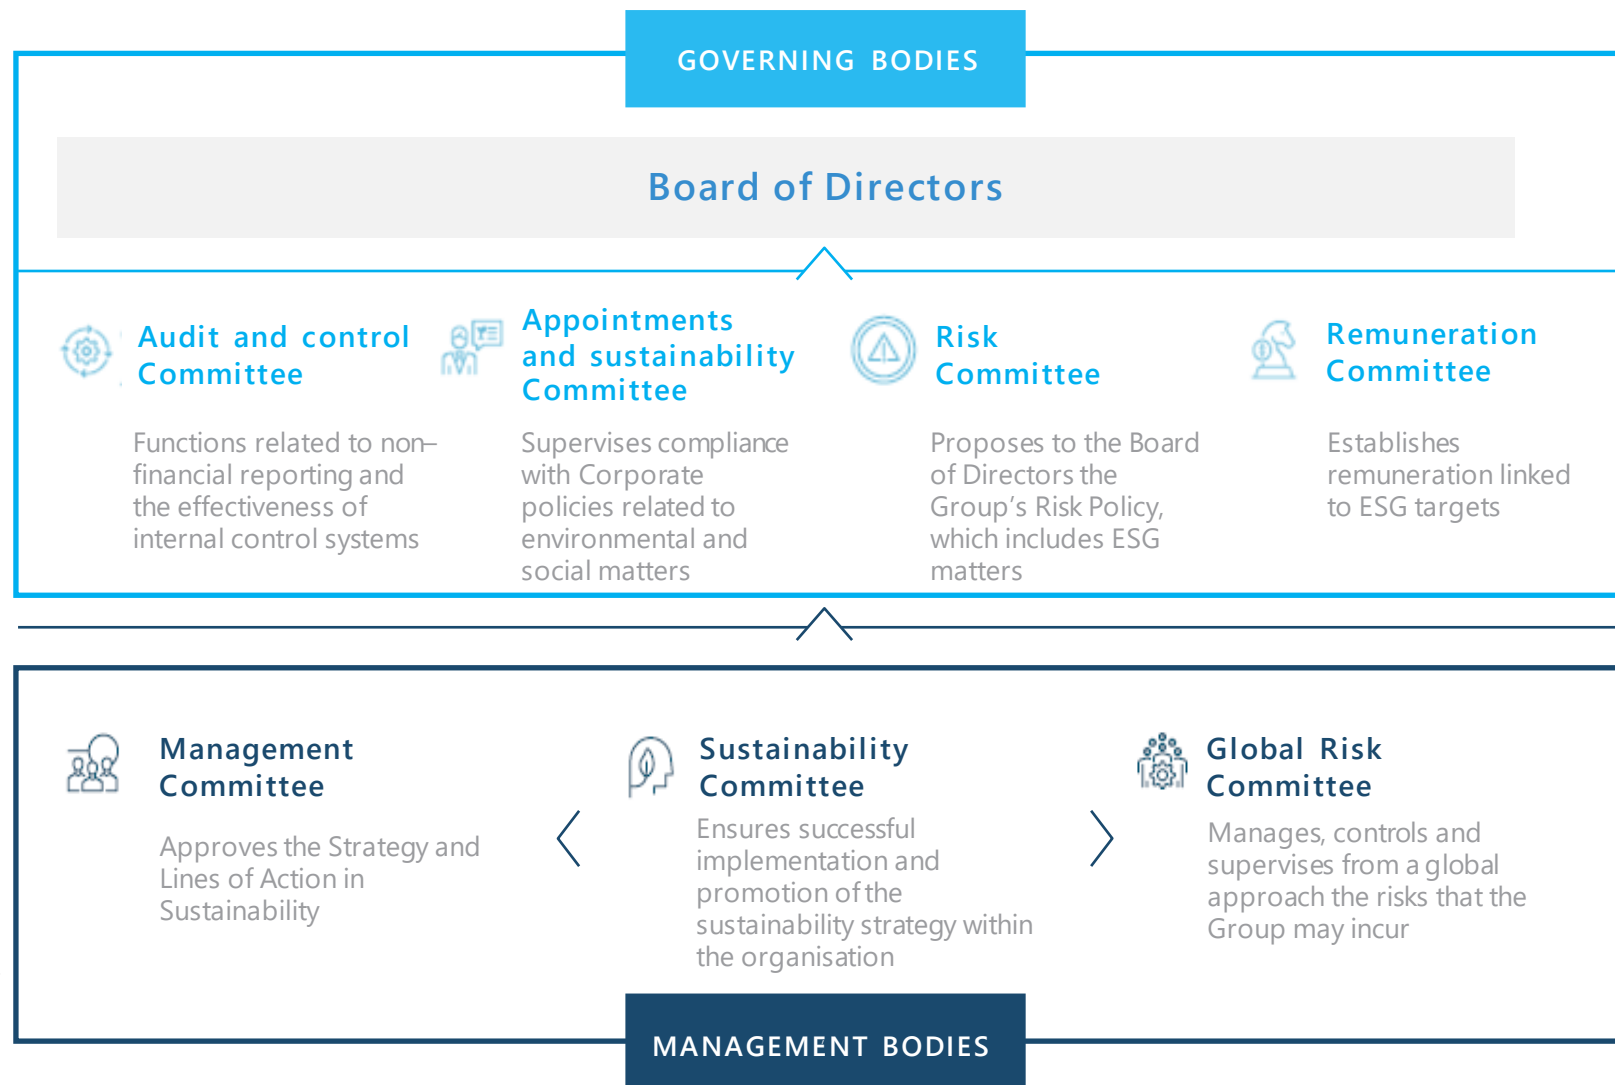 GOVERNING BODIES
Board of Directors
Audit and control
Committee
Functions related to non–
financial reporting and
the effectiveness of
internal control systems
Appointments
and sustainability
Committee
Supervises compliance
with Corporate
policies related to
environmental and
social matters
Risk
Committee
Proposes to the Board
of Directors the
Group's Risk Policy,
which includes ESG
matters
Remuneration
Committee
Establishes
remuneration linked
to ESG targets
Management
Committee
Approves the Strategy and
Lines of Action in
Sustainability
Sustainability
Committee
Ensures successful
implementation and
promotion of the
sustainability strategy within
the organisation
Global Risk
Committee
Manages, controls and
supervises from a global
approach the risks that the
Group may incur
MANAGEMENT BODIES